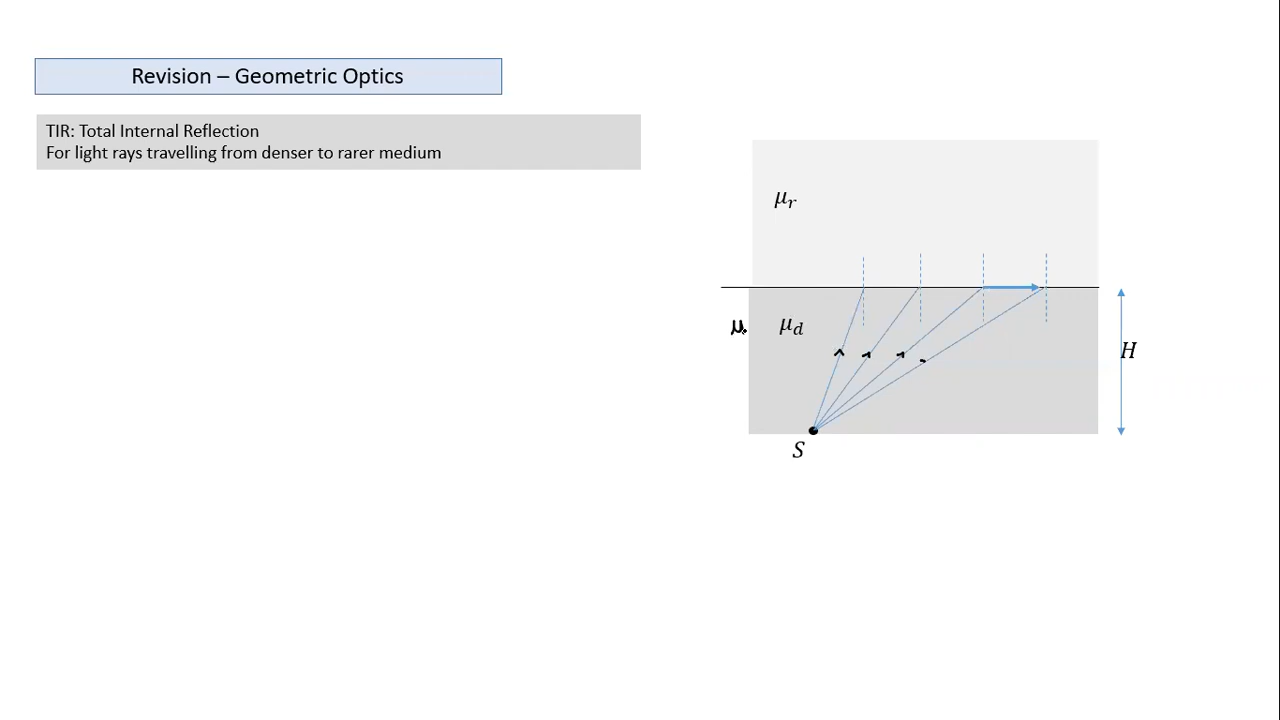 Revision – Geometric Optics
TIR: Total Internal Reflection
For light rays travelling from denser to rarer medium
μr
μ
μd
H
S